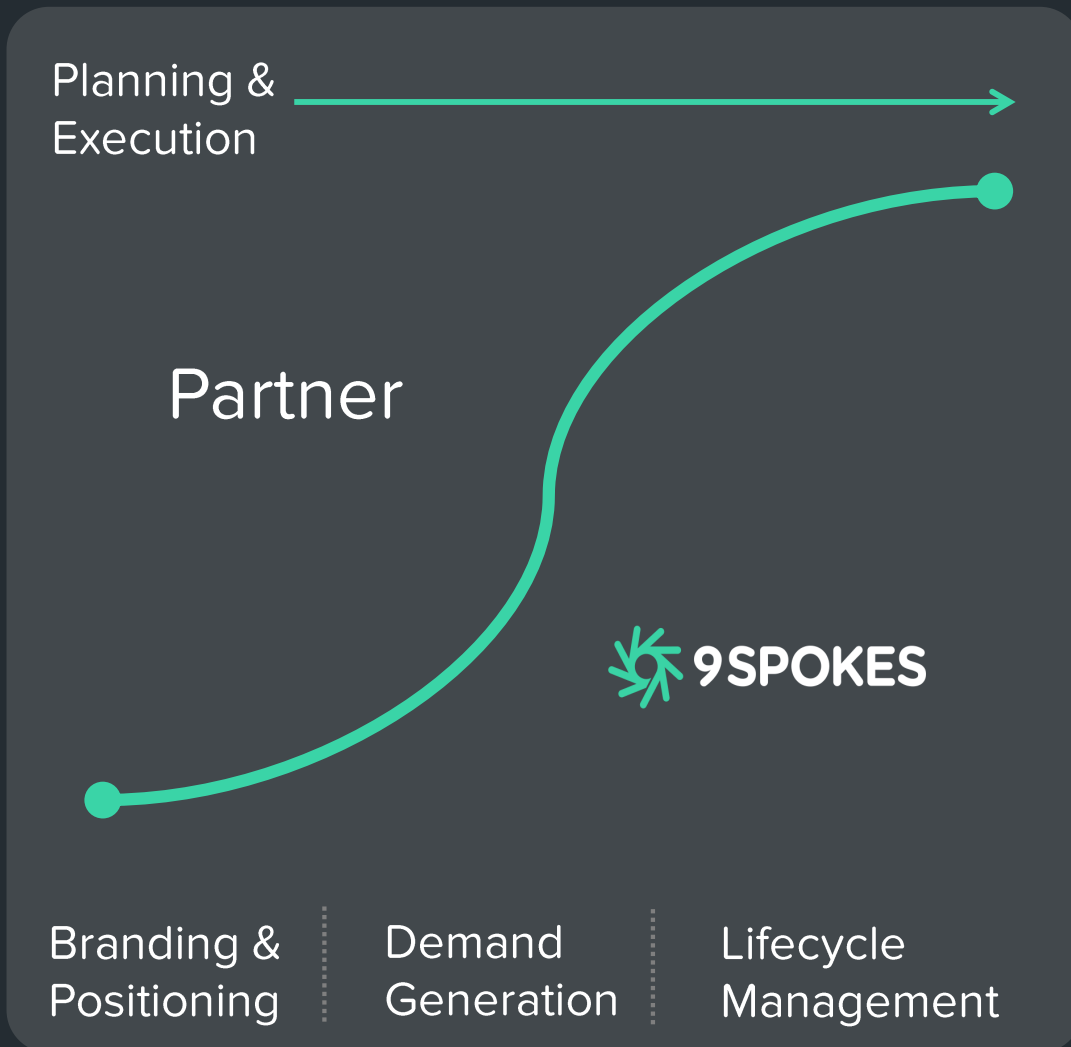 Planning &
Execution
Partner
9SPOKES
Branding &
Positioning
Demand
Generation
Lifecycle
Management